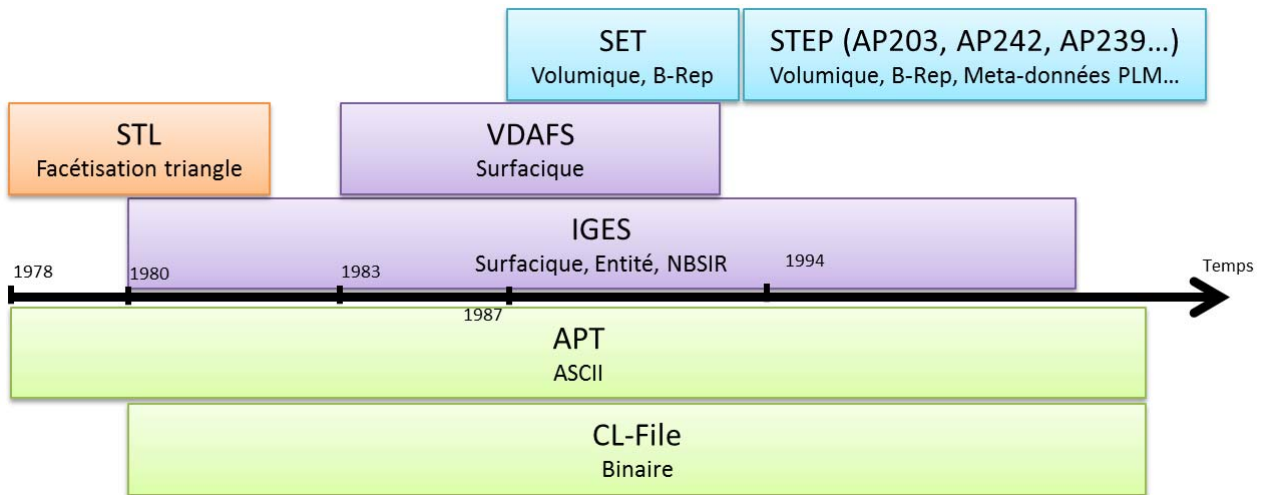 SET
Volumique, B-Rep
STEP (AP203, AP242, AP239...)
Volumique, B-Rep, Meta-données PLM...
STL
Facétisation triangle
VDAFS
Surfacique
IGES
Surfacique, Entité, NBSIR
1978
1980
1983
1987
1994
Temps
APT
ASCII
CL-File
Binaire